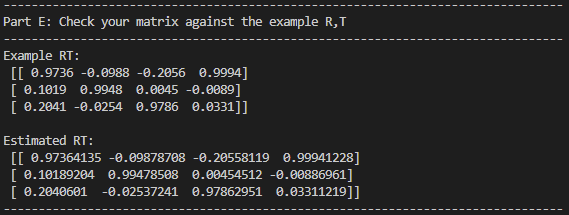 --------------------------------------------------------------------------------
Part E: Check your matrix against the example R,T
--------------------------------------------------------------------------------
Example RT:
 [[ 0.9736 -0.0988 -0.2056  0.9994]
 [ 0.1019  0.9948  0.0045 -0.0089]
 [ 0.2041 -0.0254  0.9786  0.0331]]

Estimated RT:
 [[ 0.97364135 -0.09878708 -0.20558119  0.99941228]
 [ 0.10189204  0.99478508  0.00454512 -0.00886961]
 [ 0.2040601  -0.02537241  0.97862951  0.03311219]]
--------------------------------------------------------------------------------